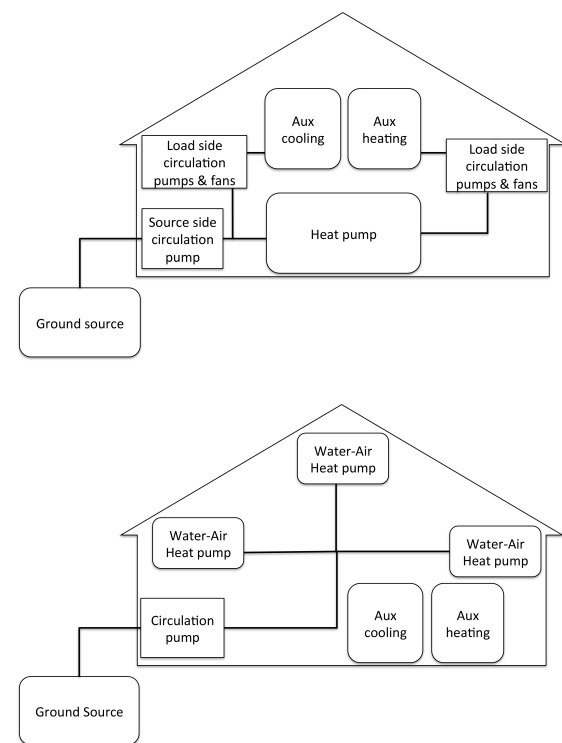 Aux
cooling
Aux
heating
Load side
circulation
pumps & fans
Load side
circulation
pumps & fans
Source side
circulation
pump
Heat pump
Ground source
Water-Air
Heat pump
Water-Air
Heat pump
Water-Air
Heat pump
Circulation
pump
Aux
cooling
Aux
heating
Ground Source